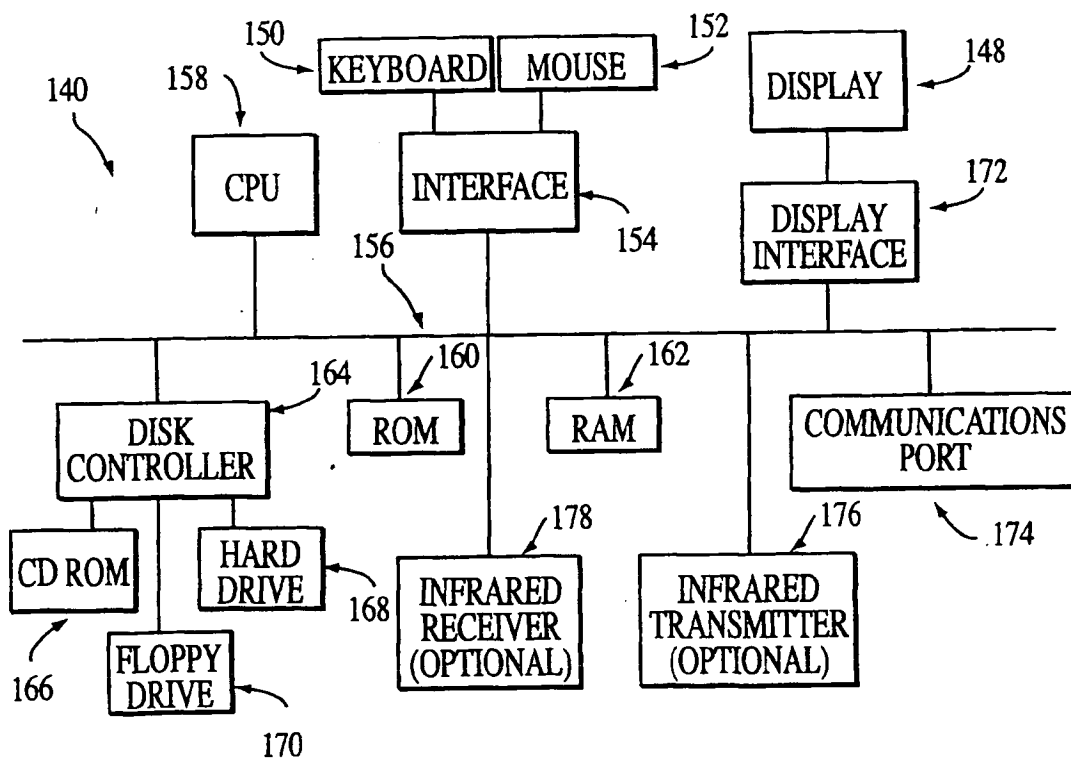 150
KEYBOARD
MOUSE
152
140
158
DISPLAY
148
CPU
INTERFACE
154
172
DISPLAY
INTERFACE
156
164
160
162
DISK
CONTROLLER
ROM
RAM
COMMUNICATIONS
PORT
174
CD ROM
166
HARD
DRIVE
168
FLOPPY
DRIVE
170
178
INFRARED
RECEIVER
(OPTIONAL)
176
INFRARED
TRANSMITTER
(OPTIONAL)